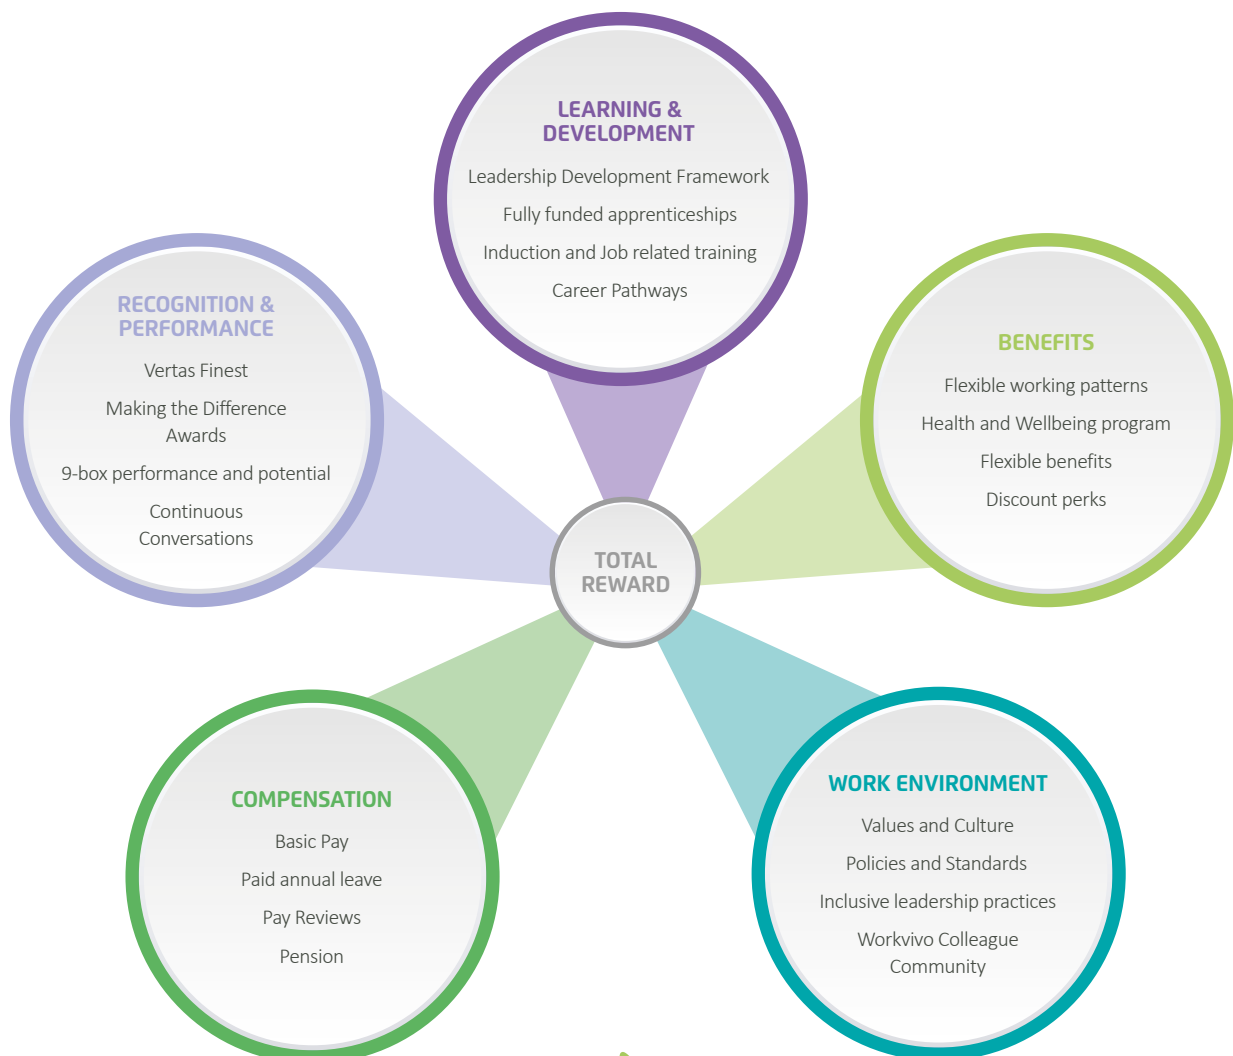 LEARNING &
DEVELOPMENT
Leadership Development Framework
Fully funded apprenticeships
Induction and Job related training
Career Pathways
RECOGNITION &
PERFORMANCE
Vertas Finest
Making the Difference
Awards
9-box performance and potential
Continuous
Conversations
BENEFITS
Flexible working patterns
Health and Wellbeing program
Flexible benefits
Discount perks
TOTAL
REWARD
COMPENSATION
Basic Pay
Paid annual leave
Pay Reviews
Pension
WORK ENVIRONMENT
Values and Culture
Policies and Standards
Inclusive leadership practices
Workvivo Colleague
Community